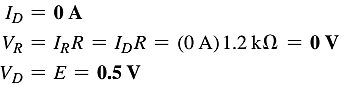 I_D = 0 A
V_R = I_R R = I_D R = (0 A) 1.2 kΩ = 0 V
V_D = E = 0.5 V